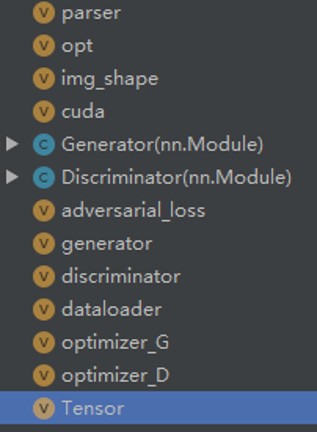 V parser
V opt
V img_shape
V cuda
C Generator(nn.Module)
C Discriminator(nn.Module)
V adversarial_loss
V generator
V discriminator
V dataloader
V optimizer_G
V optimizer_D
V Tensor